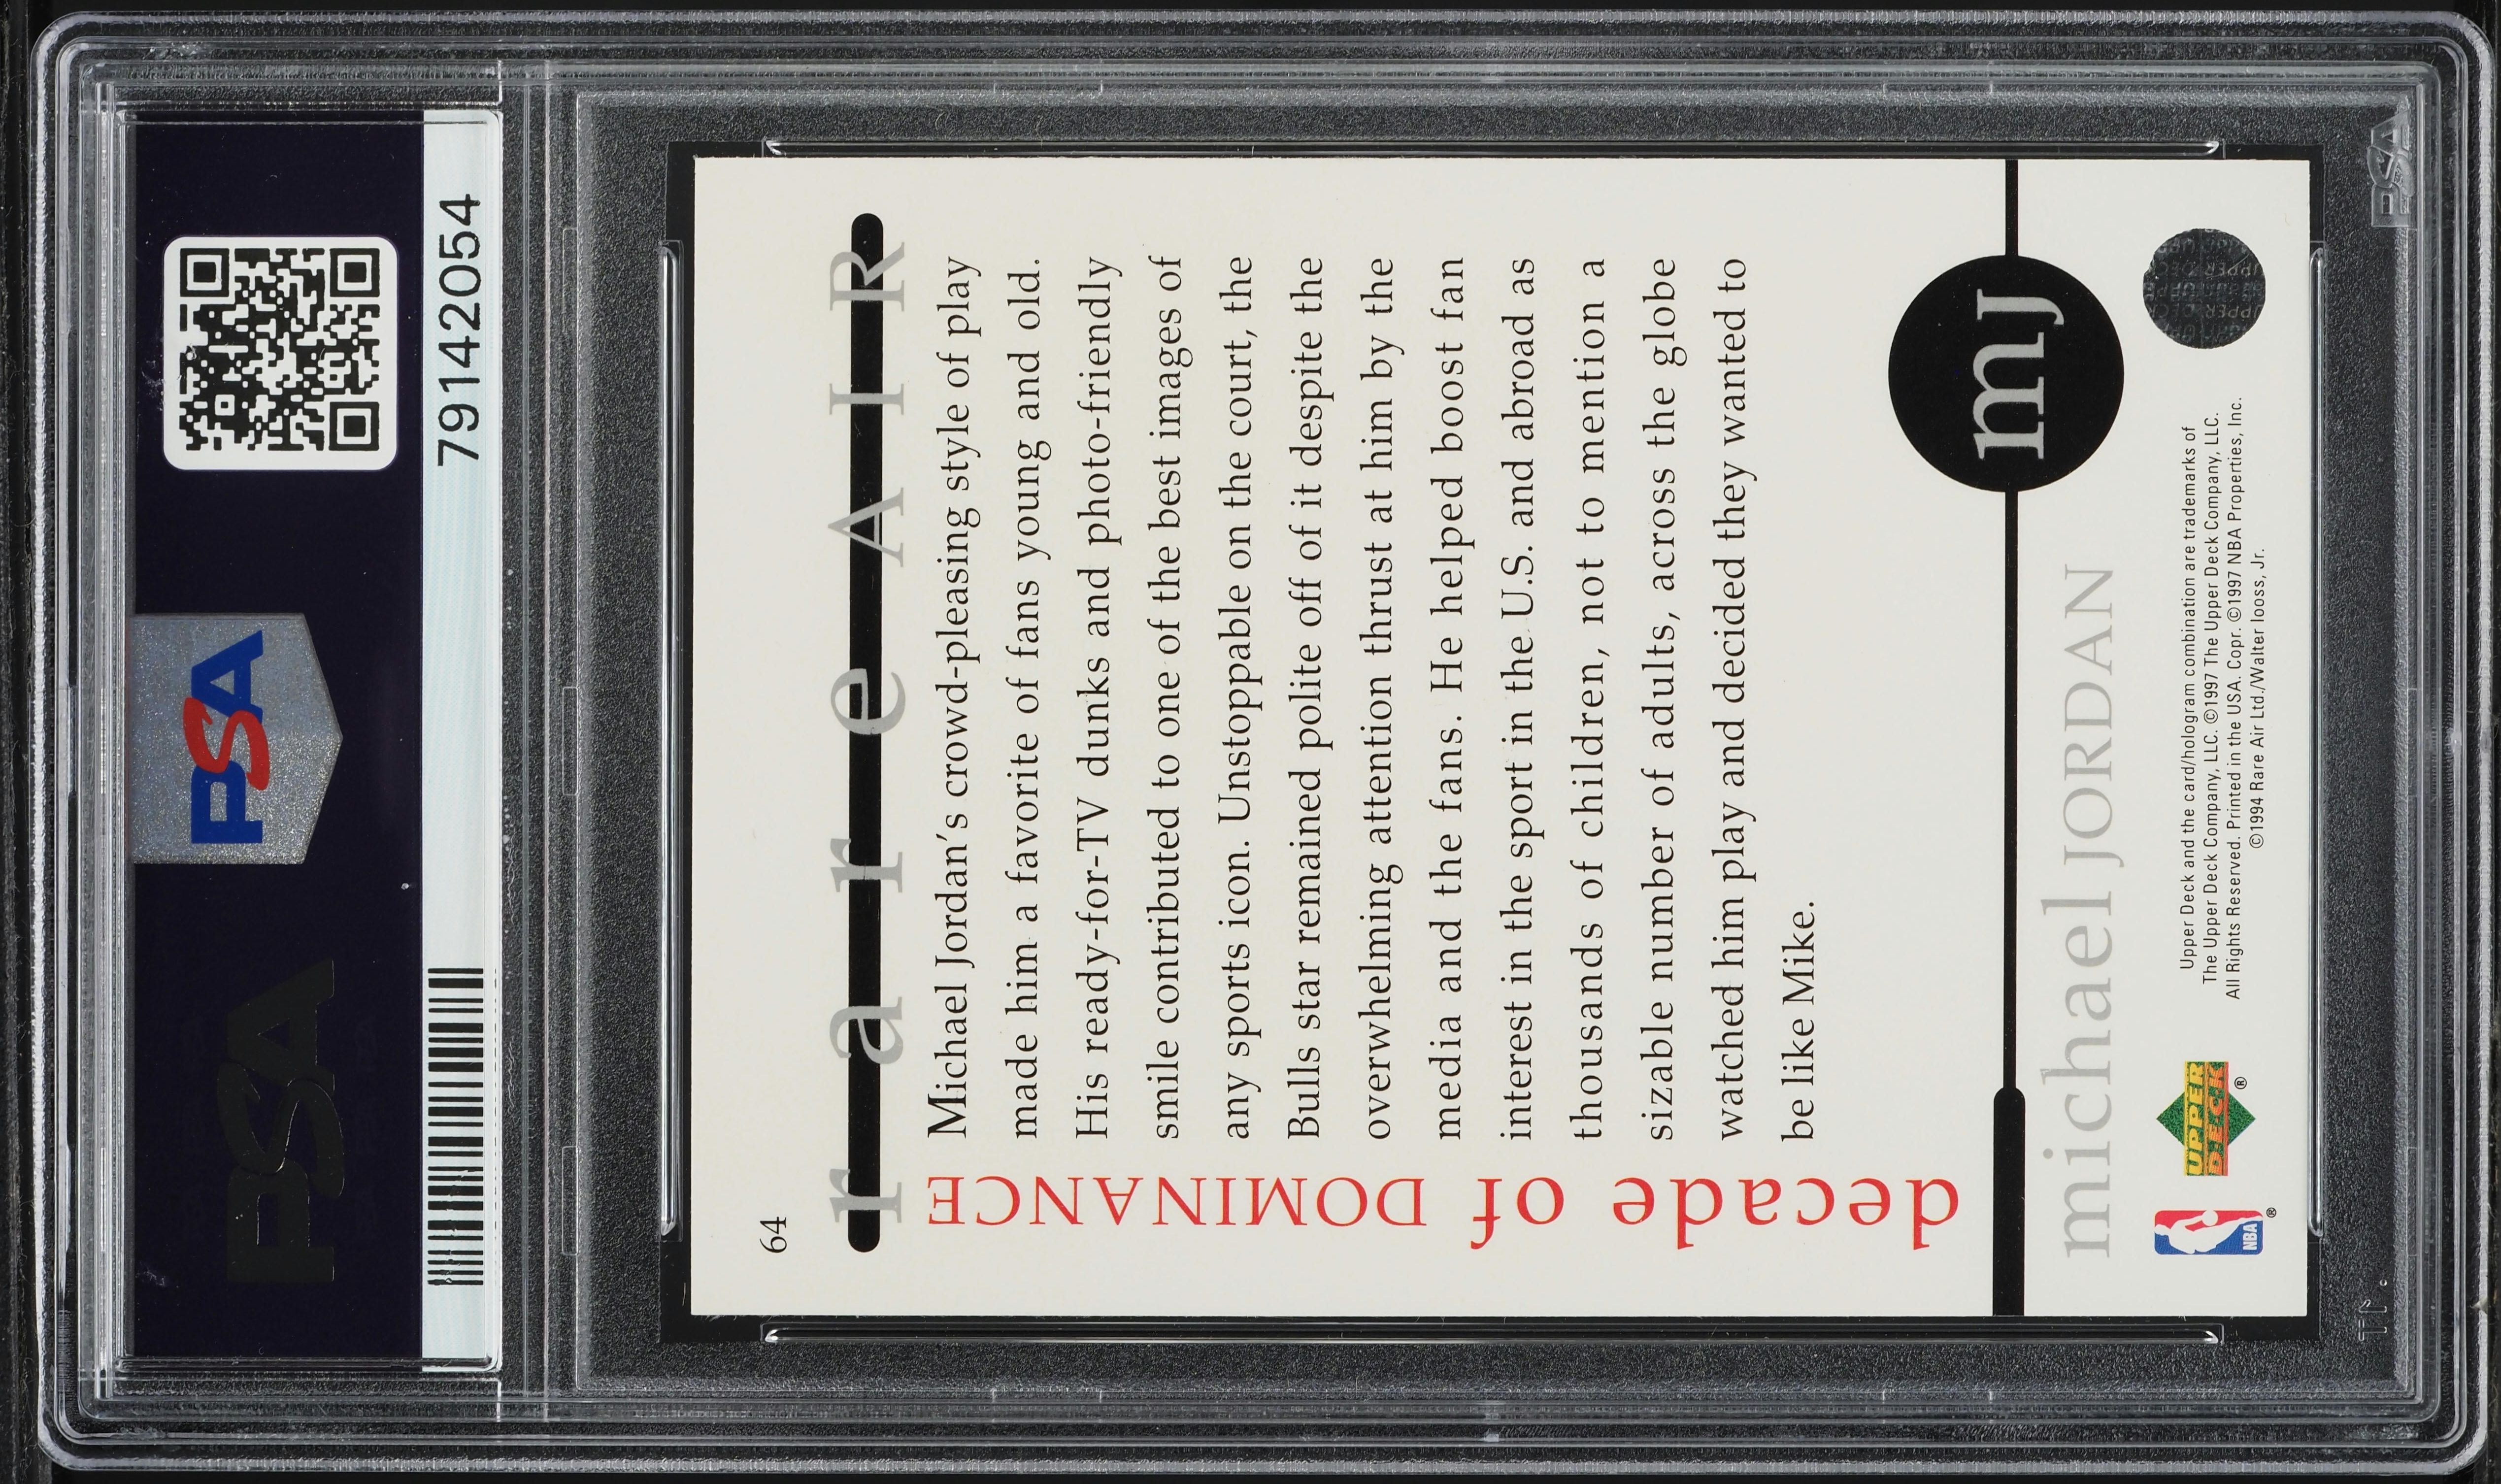 PSA
PSA
79142054
64
rare AIR
Michael Jordan's crowd-pleasing style of play
made him a favorite of fans young and old.
His ready-for-TV dunks and photo-friendly
smile contributed to one of the best images of
any sports icon. Unstoppable on the court, the
Bulls star remained polite off of it despite the
overwhelming attention thrust at him by the
media and the fans. He helped boost fan
interest in the sport in the U.S. and abroad as
thousands of children, not to mention a
sizable number of adults, across the globe
watched him play and decided they wanted to
be like Mike.
decade of DOMINANCE
mJ
michael JORDAN
NBA
®
UPPER
DECK
®
Upper Deck and the card/hologram combination are trademarks of
The Upper Deck Company, LLC. ©1997 The Upper Deck Company, LLC.
All Rights Reserved. Printed in the USA. Copr. ©1997 NBA Properties, Inc.
©1994 Rare Air Ltd./Walter Iooss, Jr.
PSA